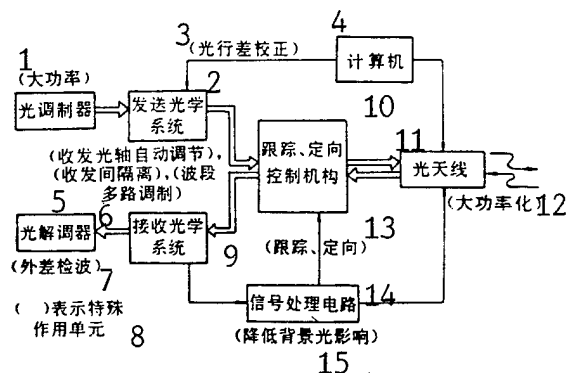 3
(光行差校正)
4
计算机
1
(大功率)
光调制器
2
发送光学
系统
10
跟踪、定向
控制机构
11
光天线
(大功率化)
12
(收发光轴自动调节),
(收发间隔离),(波段
多路调制)
5
光解调器
6
接收光学
系统
9
13
(外差检波)
7
(跟踪、定向)
( )表示特殊
作用单元
8
信号处理电路
14
(降低背景光影响)
15